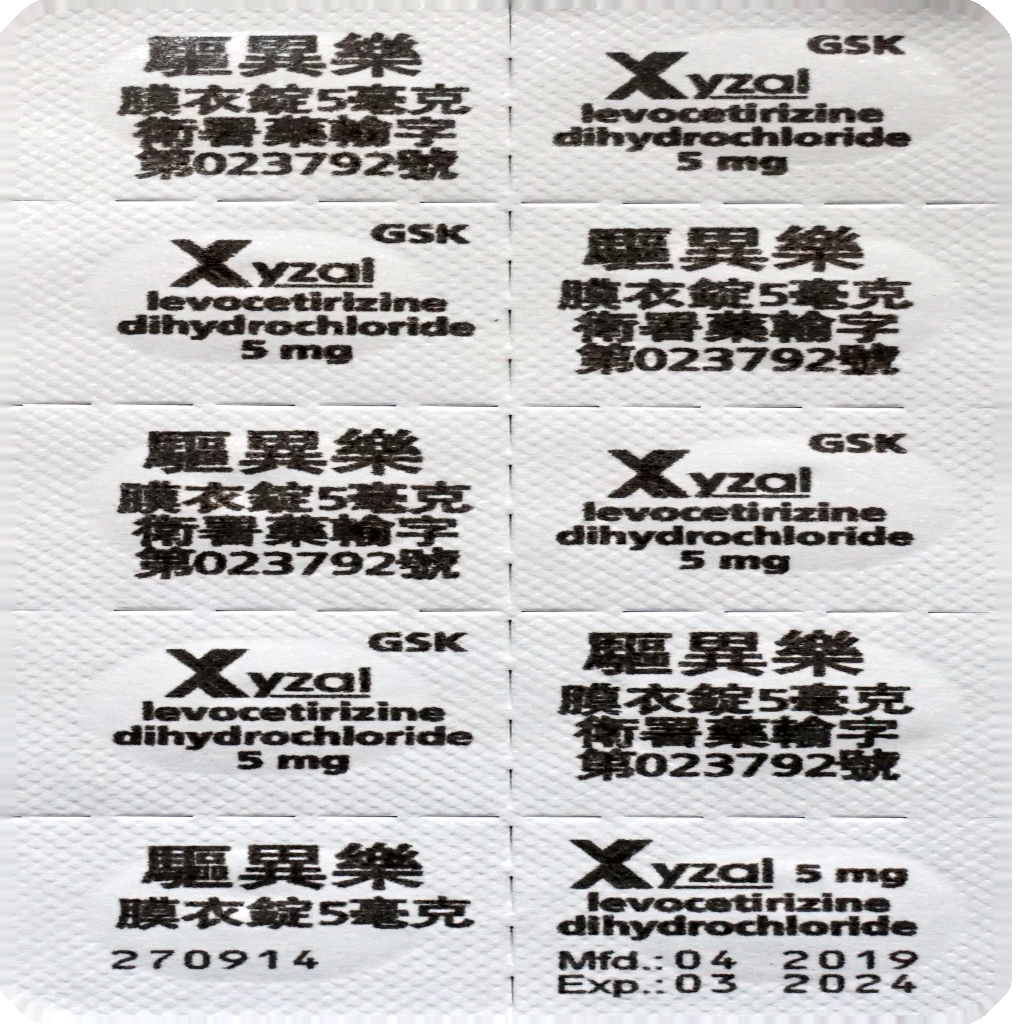 驅異樂
膜衣錠5毫克
衛署藥輸字
第023792號
GSK
Xyzal
levocetirizine
dihydrochloride
5 mg
GSK
Xyzal
levocetirizine
dihydrochloride
5 mg
驅異樂
膜衣錠5毫克
衛署藥輸字
第023792號
驅異樂
膜衣錠5毫克
衛署藥輸字
第023792號
GSK
Xyzal
levocetirizine
dihydrochloride
5 mg
GSK
Xyzal
levocetirizine
dihydrochloride
5 mg
驅異樂
膜衣錠5毫克
衛署藥輸字
第023792號
驅異樂
膜衣錠5毫克
270914
Xyzal 5 mg
levocetirizine
dihydrochloride
Mfd.: 04 2019
Exp.: 03 2024